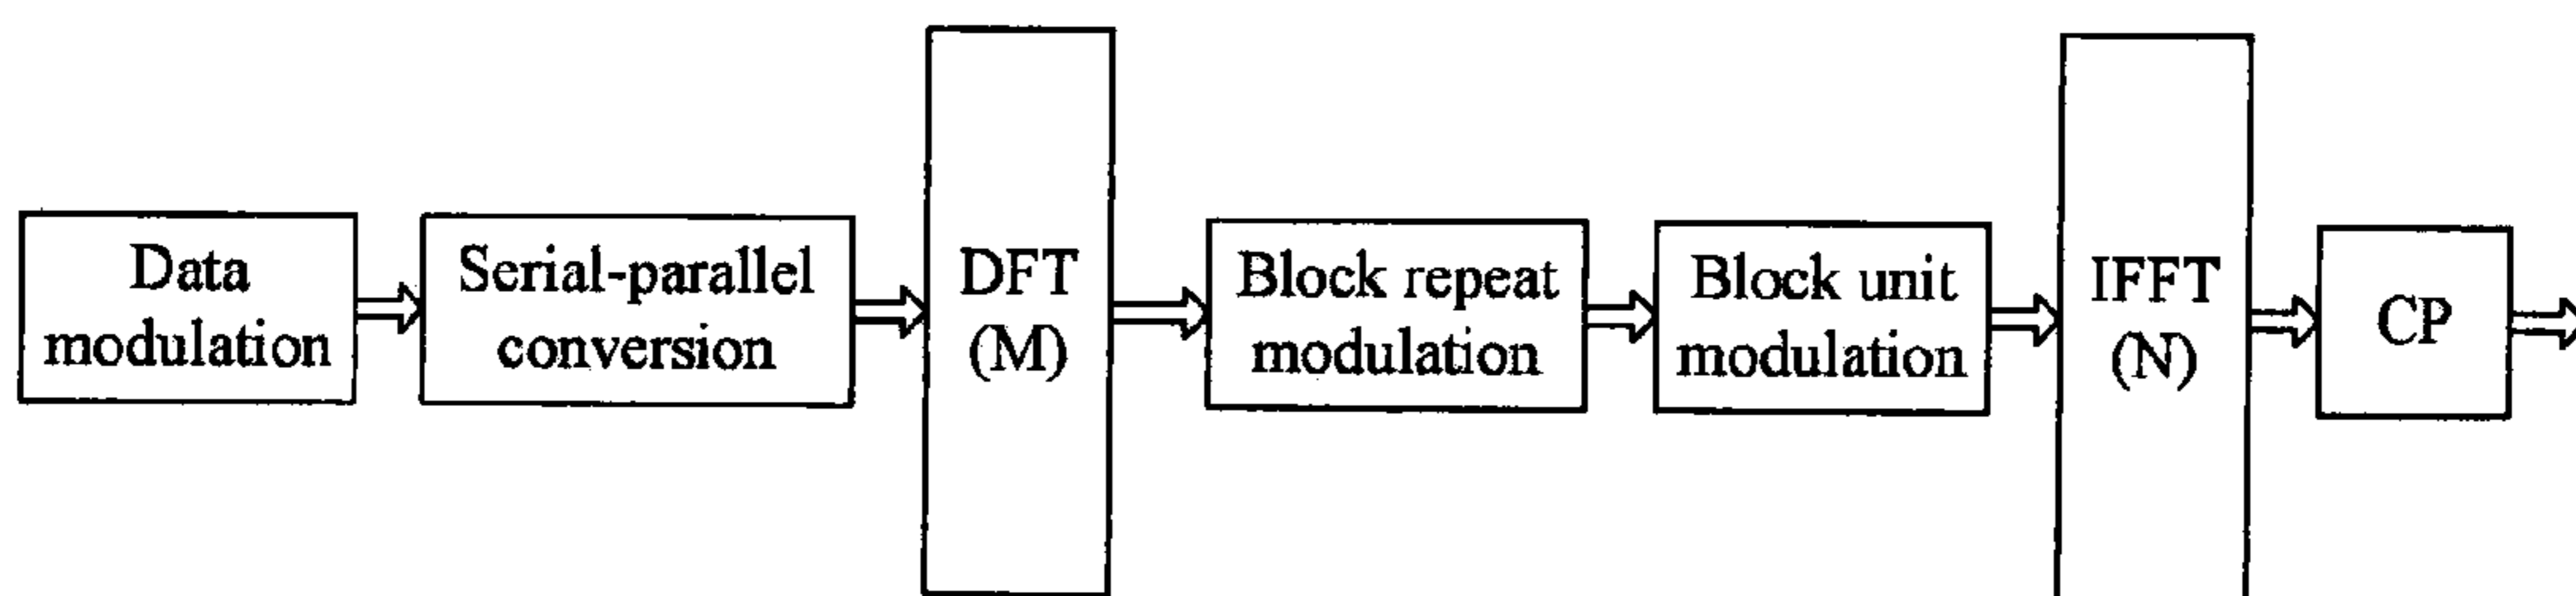 Data
modulation
Serial-parallel
conversion
DFT
(M)
Block repeat
modulation
Block unit
modulation
IFFT
(N)
CP